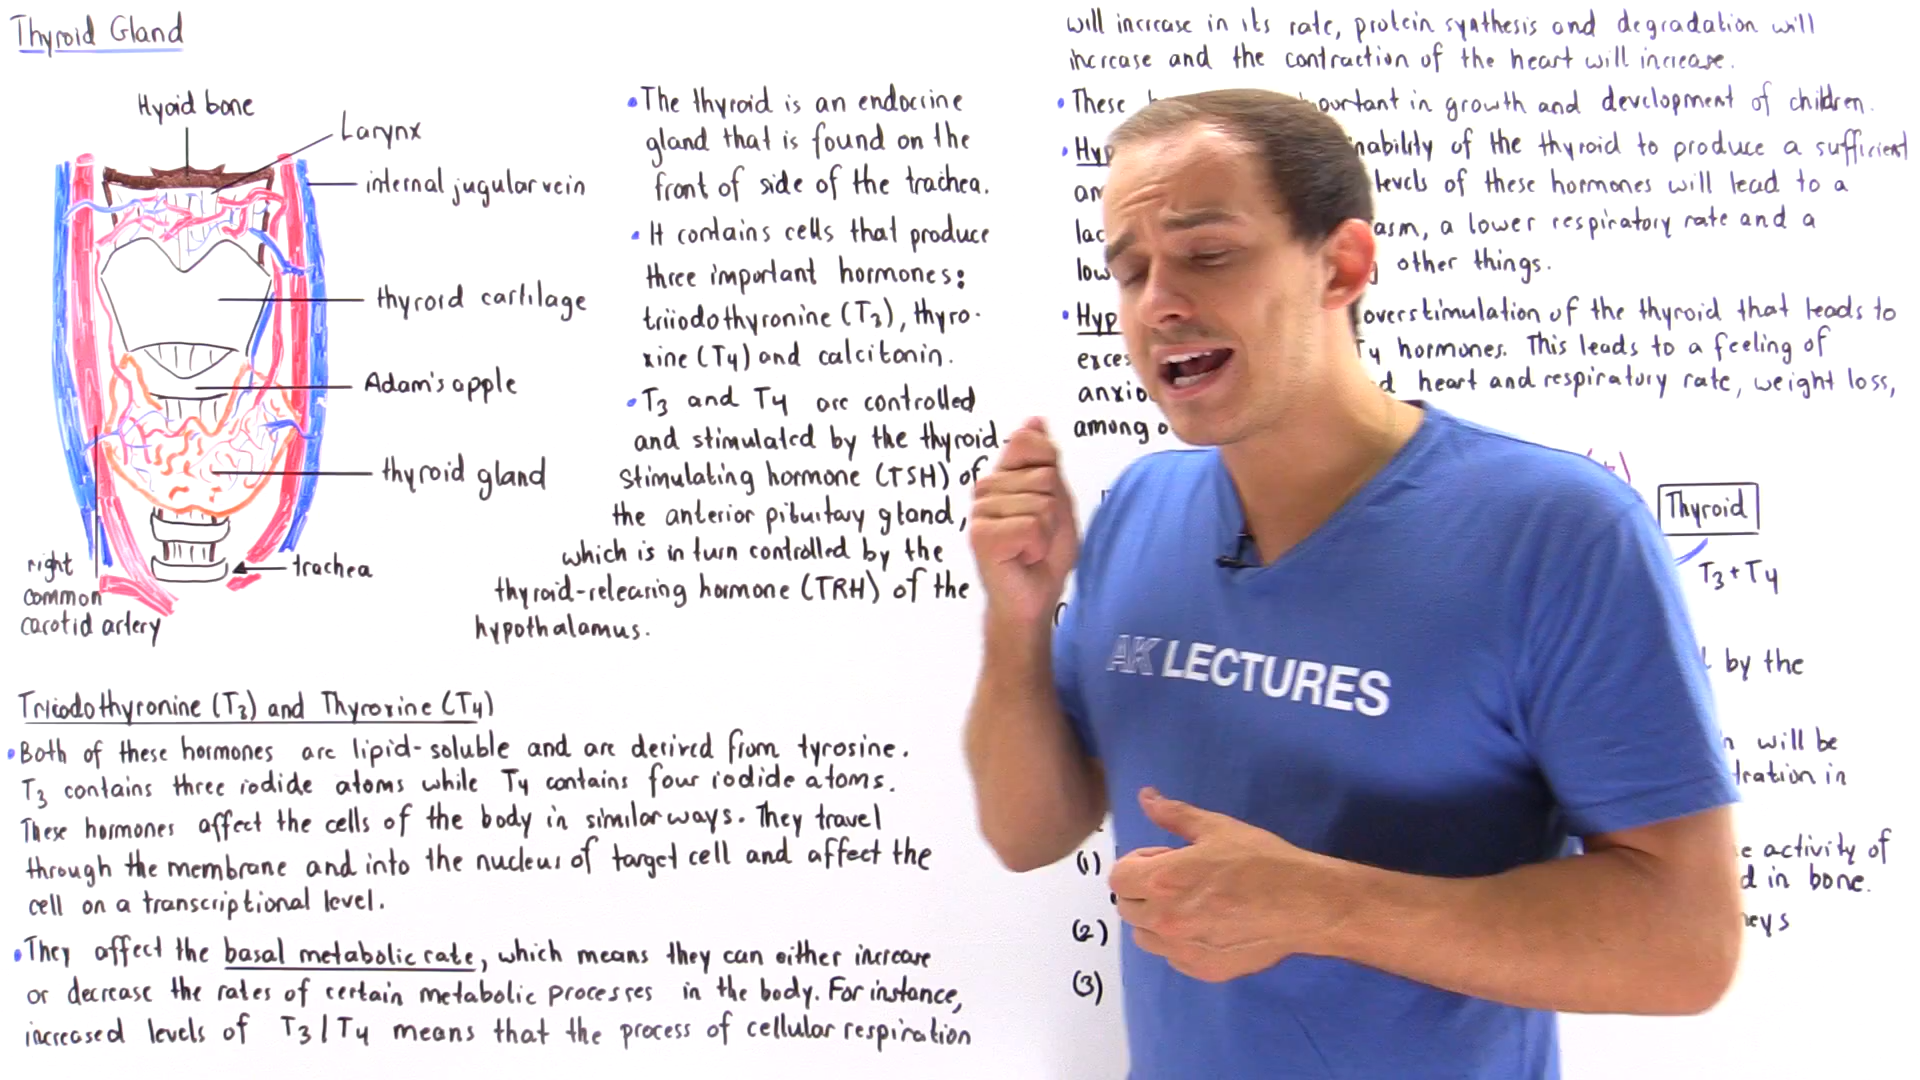 Thyroid Gland
Hyoid bone
Larynx
internal jugular vein
thyroid cartilage
Adam's apple
thyroid gland
trachea
right
common
carotid artery
• The thyroid is an endocrine
gland that is found on the
front of side of the trachea.
• It contains cells that produce
three important hormones:
triiodothyronine (T3), thyro-
xine (T4) and calcitonin.
• T3 and T4 are controlled
and stimulated by the thyroid-
stimulating hormone (TSH) of
the anterior pituitary gland,
which is in turn controlled by the
thyroid-releasing hormone (TRH) of the
hypothalamus.
Triiodothyronine (T3) and Thyroxine (T4)
• Both of these hormones are lipid-soluble and are derived from tyrosine.
T3 contains three iodide atoms while T4 contains four iodide atoms.
These hormones affect the cells of the body in similar ways. They travel
through the membrane and into the nucleus of target cell and affect the
cell on a transcriptional level.
• They affect the basal metabolic rate, which means they can either increase
or decrease the rates of certain metabolic processes in the body. For instance,
increased levels of T3/T4 means that the process of cellular respiration
will increase in its rate, protein synthesis and degradation will
increase and the contraction of the heart will increase.
• These in growth and development of children.
• of the thyroid to produce a sufficient
levels of these hormones will lead to a
a lower respiratory rate and a
other things.
• overstimulation of the thyroid that leads to
T4 hormones. This leads to a feeling of
heart and respiratory rate, weight loss,
among
Thyroid
T3 + T4
by the
will be
in
activity of
in bone.
(1)
(2)
(3)
AK LECTURES